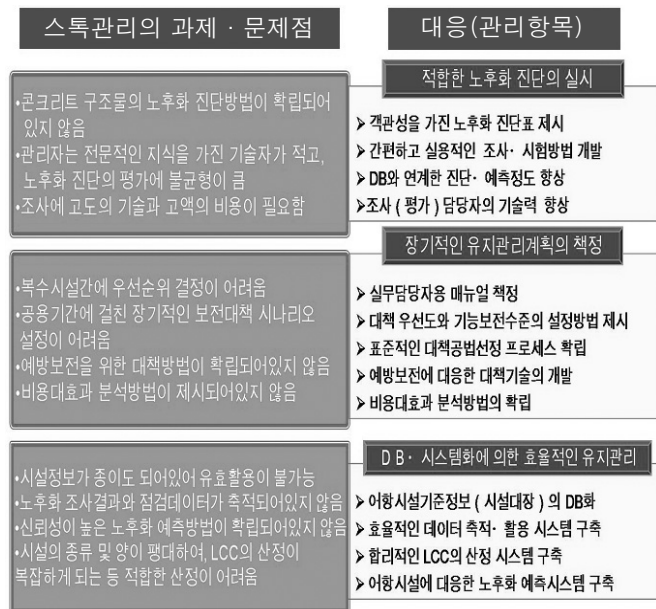 스톡관리의 과제 · 문제점
대응(관리항목)
•콘크리트 구조물의 노후화 진단방법이 확립되어
있지 않음
•관리자는 전문적인 지식을 가진 기술자가 적고,
노후화 진단의 평가에 불균형이 큼
•조사에 고도의 기술과 고액의 비용이 필요함
적합한 노후화 진단의 실시
➢ 객관성을 가진 노후화 진단표 제시
➢ 간편하고 실용적인 조사· 시험방법 개발
➢ DB와 연계한 진단· 예측정도 향상
➢ 조사 ( 평가 ) 담당자의 기술력 향상
•복수시설간에 우선순위 결정이 어려움
•공용기간에 걸친 장기적인 보전대책 시나리오
설정이 어려움
•예방보전을 위한 대책방법이 확립되어있지 않음
•비용대효과 분석방법이 제시되어있지 않음
장기적인 유지관리계획의 책정
➢ 실무담당자용 매뉴얼 책정
➢ 대책 우선도와 기능보전수준의 설정방법 제시
➢ 표준적인 대책공법선정 프로세스 확립
➢ 예방보전에 대응한 대책기술의 개발
➢ 비용대효과 분석방법의 확립
•시설정보가 종이도 되어있어 유효활용이 불가능
•노후화 조사결과와 점검데이터가 축적되어있지 않음
•신뢰성이 높은 노후화 예측방법이 확립되어있지 않음
•시설의 종류 및 양이 팽대하여, LCC의 산정이
복잡하게 되는 등 적합한 산정이 어려움
D B · 시스템화에 의한 효율적인 유지관리
➢ 어항시설기준정보 ( 시설대장 ) 의 DB화
➢ 효율적인 데이터 축적· 활용 시스템 구축
➢ 합리적인 LCC의 산정 시스템 구축
➢ 어항시설에 대응한 노후화 예측시스템 구축